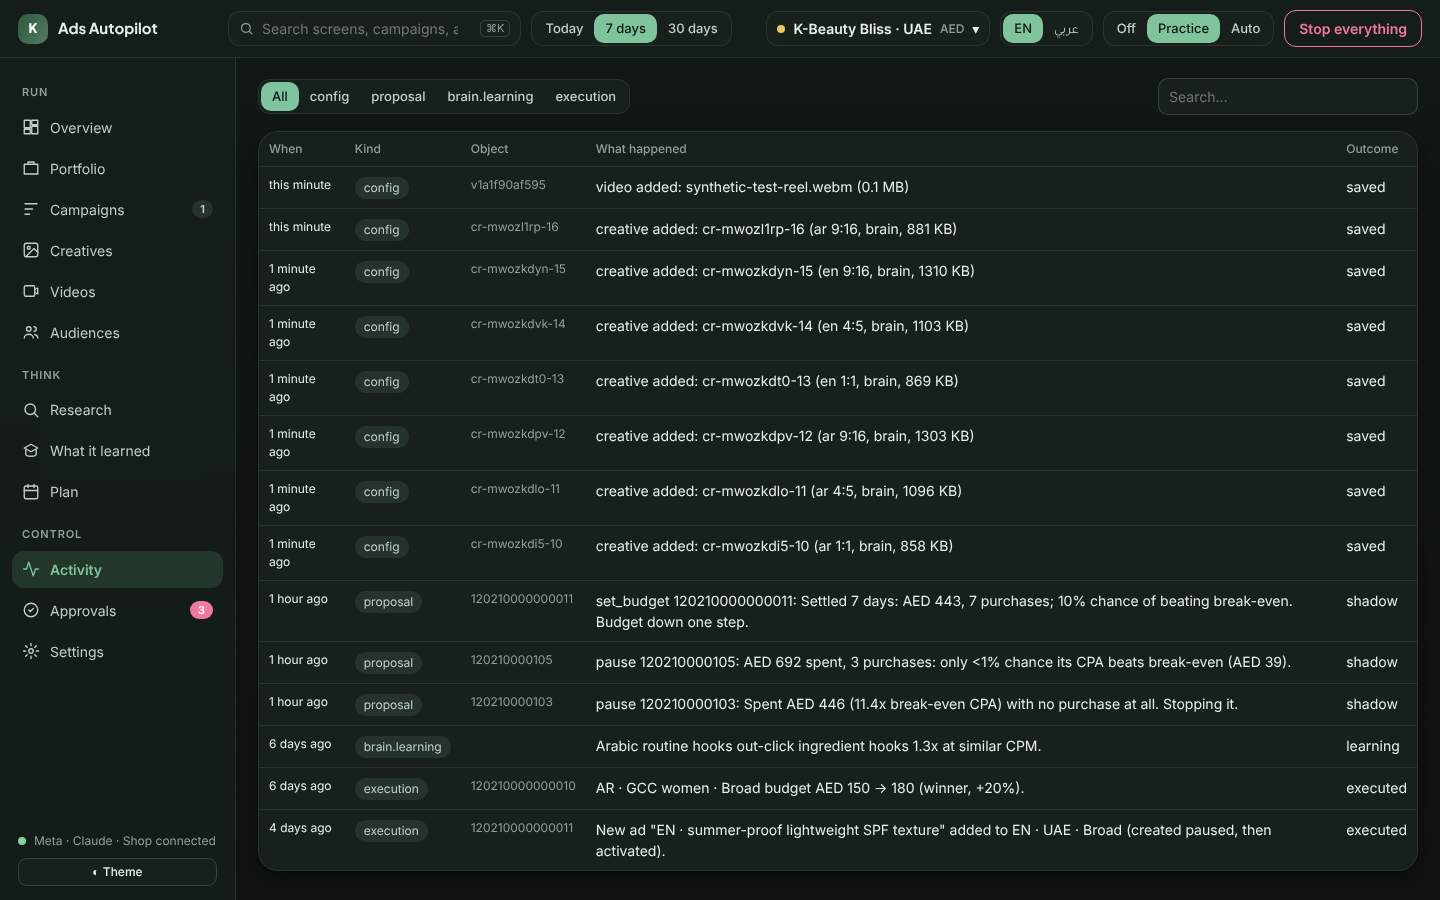 K Ads Autopilot
Search screens, campaigns, a ⌘K
Today 7 days 30 days
K-Beauty Bliss · UAE AED ▾
EN عربي
Off Practice Auto
Stop everything
RUN
Overview
Portfolio
Campaigns 1
Creatives
Videos
Audiences
THINK
Research
What it learned
Plan
CONTROL
Activity
Approvals 3
Settings
Meta · Claude · Shop connected
Theme
All config proposal brain.learning execution
Search...
When Kind Object What happened Outcome
this minute config v1a1f90af595 video added: synthetic-test-reel.webm (0.1 MB) saved
this minute config cr-mwozl1rp-16 creative added: cr-mwozl1rp-16 (ar 9:16, brain, 881 KB) saved
1 minute ago config cr-mwozkdyn-15 creative added: cr-mwozkdyn-15 (en 9:16, brain, 1310 KB) saved
1 minute ago config cr-mwozkdvk-14 creative added: cr-mwozkdvk-14 (en 4:5, brain, 1103 KB) saved
1 minute ago config cr-mwozkdt0-13 creative added: cr-mwozkdt0-13 (en 1:1, brain, 869 KB) saved
1 minute ago config cr-mwozkdpv-12 creative added: cr-mwozkdpv-12 (ar 9:16, brain, 1303 KB) saved
1 minute ago config cr-mwozkdlo-11 creative added: cr-mwozkdlo-11 (ar 4:5, brain, 1096 KB) saved
1 minute ago config cr-mwozkdi5-10 creative added: cr-mwozkdi5-10 (ar 1:1, brain, 858 KB) saved
1 hour ago proposal 120210000000011 set_budget 120210000000011: Settled 7 days: AED 443, 7 purchases; 10% chance of beating break-even. shadow
Budget down one step.
1 hour ago proposal 120210000105 pause 120210000105: AED 692 spent, 3 purchases: only <1% chance its CPA beats break-even (AED 39). shadow
1 hour ago proposal 120210000103 pause 120210000103: Spent AED 446 (11.4x break-even CPA) with no purchase at all. Stopping it. shadow
6 days ago brain.learning Arabic routine hooks out-click ingredient hooks 1.3x at similar CPM. learning
6 days ago execution 120210000000010 AR · GCC women · Broad budget AED 150 → 180 (winner, +20%). executed
4 days ago execution 120210000000011 New ad "EN · summer-proof lightweight SPF texture" added to EN · UAE · Broad (created paused, then executed
activated).